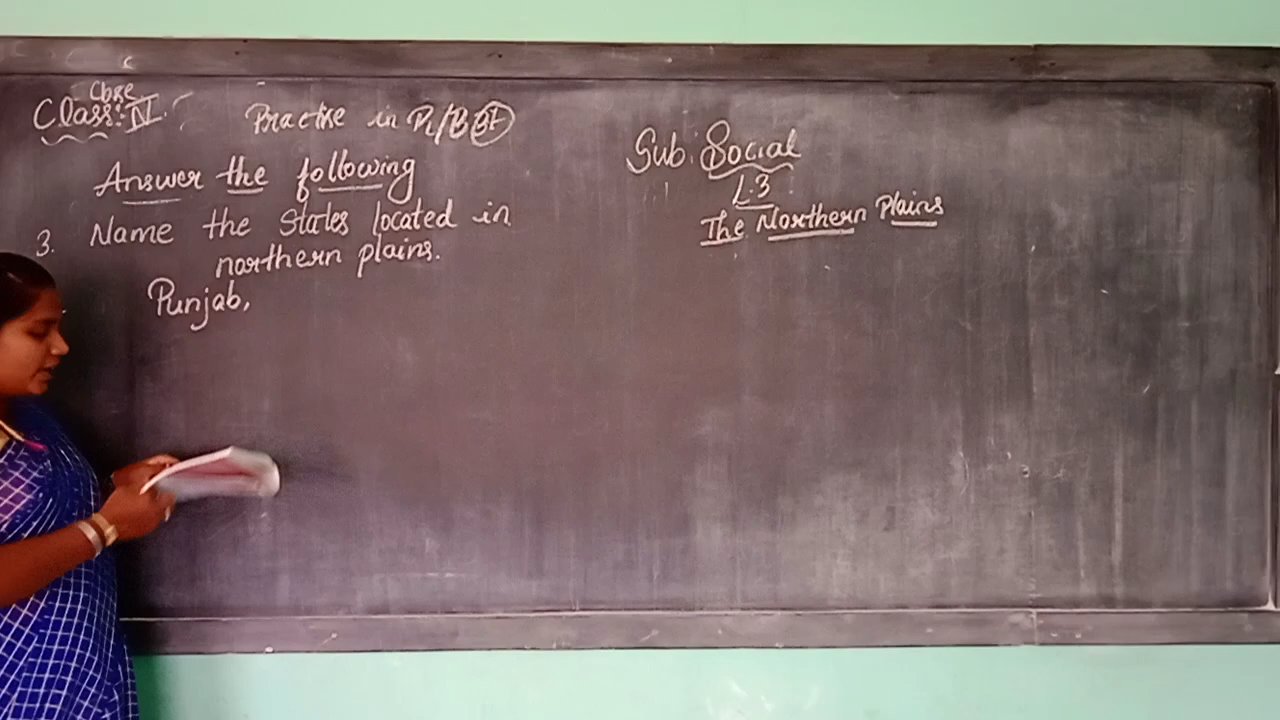 Cbse
Class: IV
Practise in
Answer the following
3. Name the States located in
northern plains.
Punjab,
Sub: Social
L.3
The Northern Plains